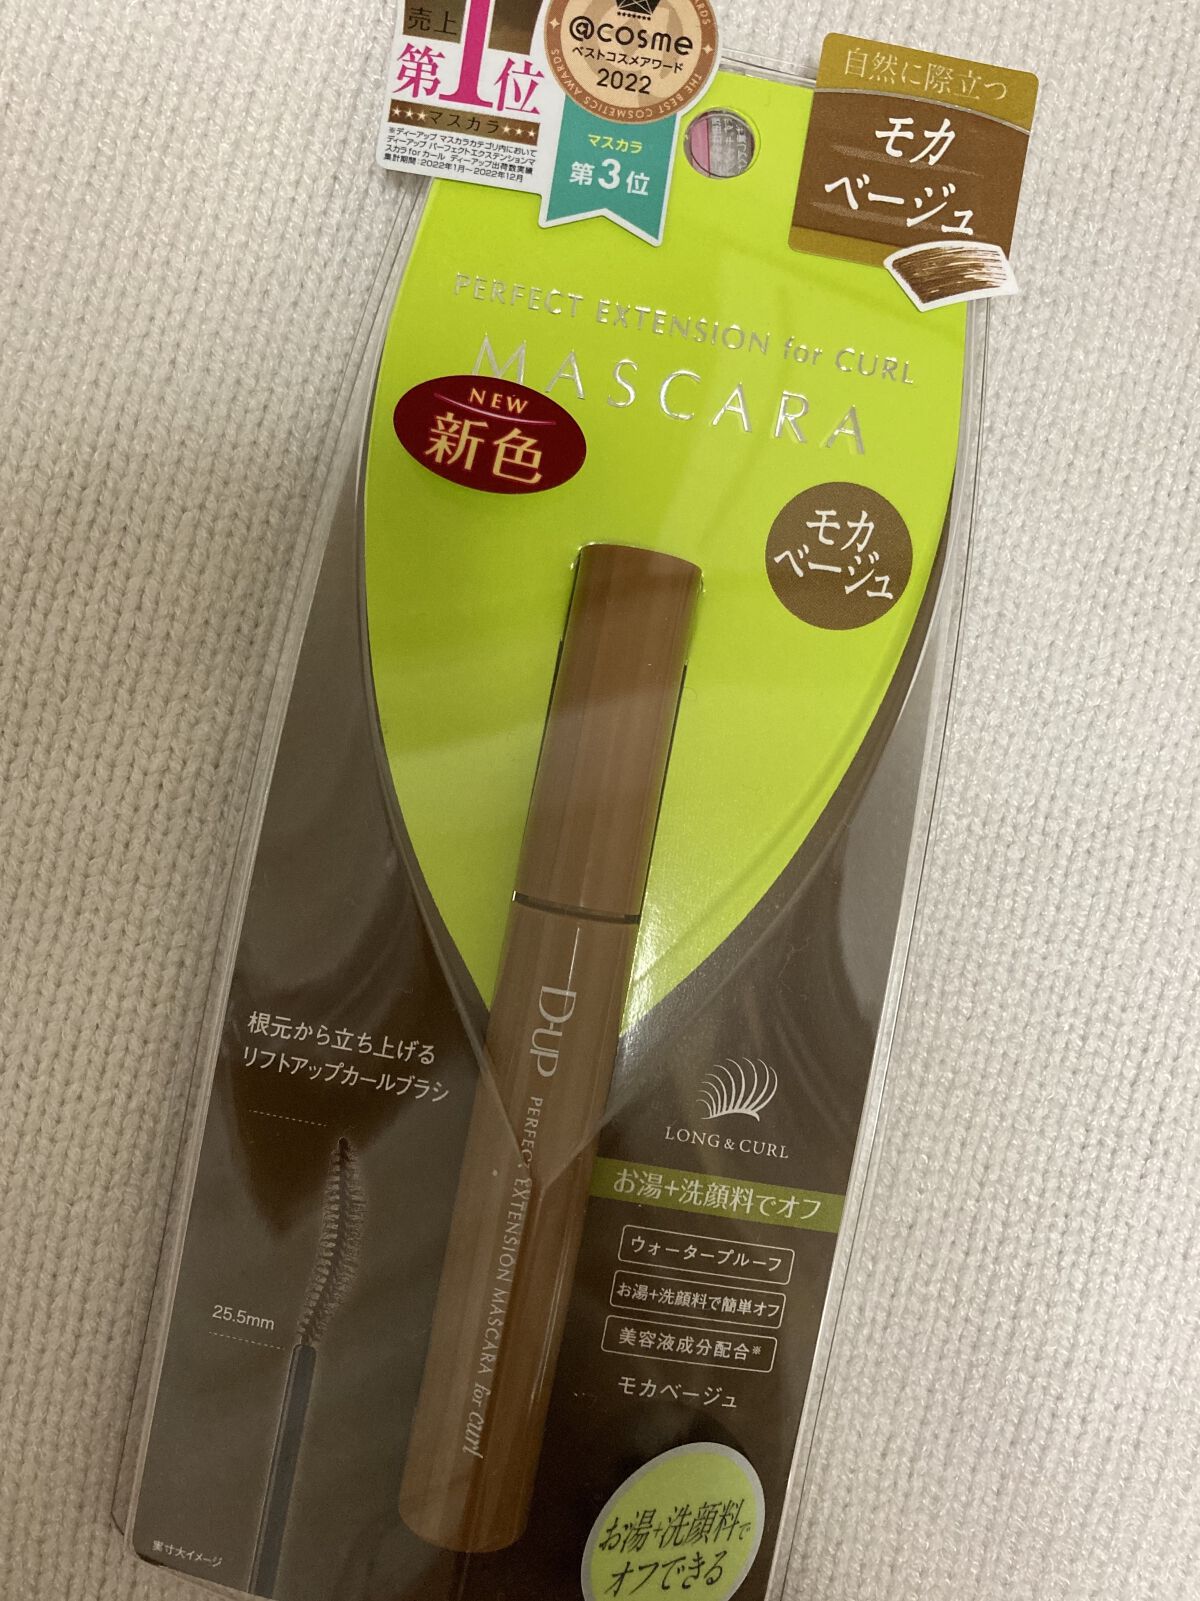 売上
第1位
★★★マスカラ★★★
※ディーアップ マスカラカテゴリ内において
ディーアップ パーフェクトエクステンションマ
スカラ for カール ディーアップ出荷数実績
集計期間:2022年1月~2022年12月
@cosme
ベストコスメアワード
2022
THE BEST COSMETICS AWARDS
マスカラ
第3位
自然に際立つ
モカ
ベージュ
PERFECT EXTENSION for CURL
MASCARA
NEW
新色
モカ
ベージュ
D-UP
PERFECT EXTENSION MASCARA for curl
根元から立ち上げる
リフトアップカールブラシ
25.5mm
実寸大イメージ
LONG & CURL
お湯+洗顔料でオフ
ウォータープルーフ
お湯+洗顔料で簡単オフ
美容液成分配合※
モカベージュ
お湯+洗顔料で
オフできる